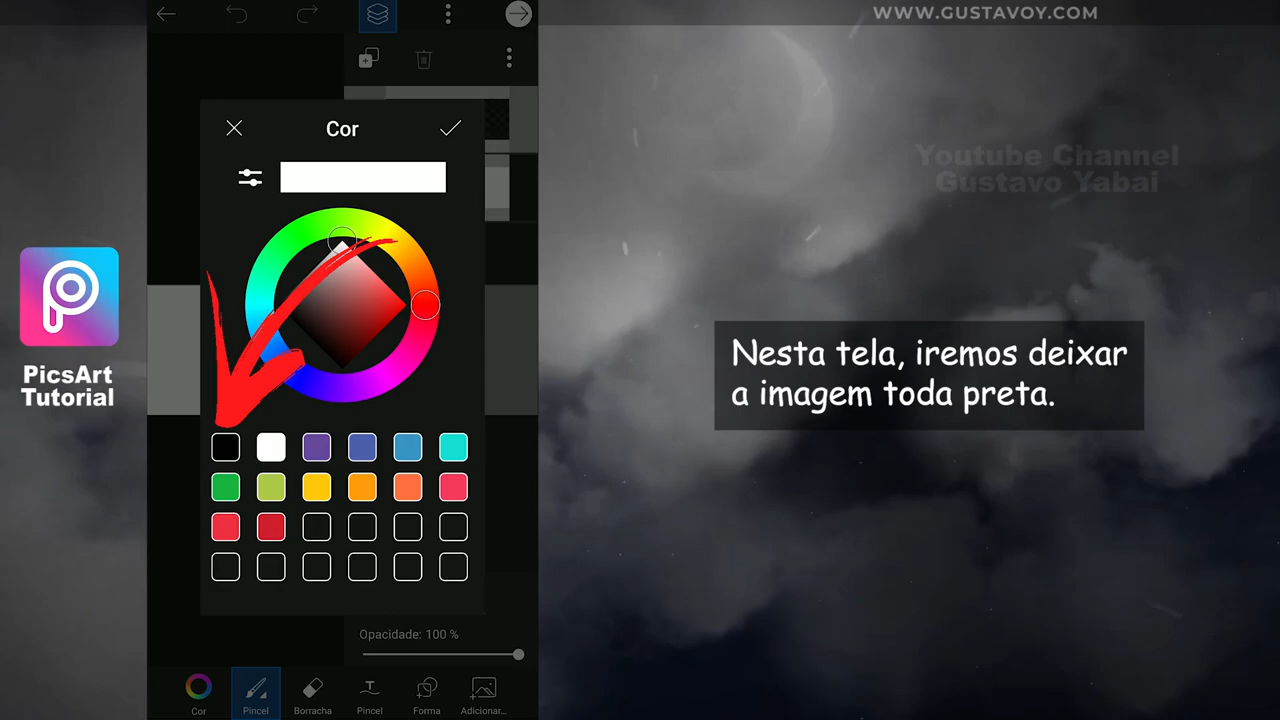 WWW.GUSTAVOY.COM
Youtube Channel
Gustavo Yabai
Cor
PicsArt
Tutorial
Nesta tela, iremos deixar
a imagem toda preta.
Opacidade: 100 %
Cor
Pincel
Borracha
Pincel
Forma
Adicionar...